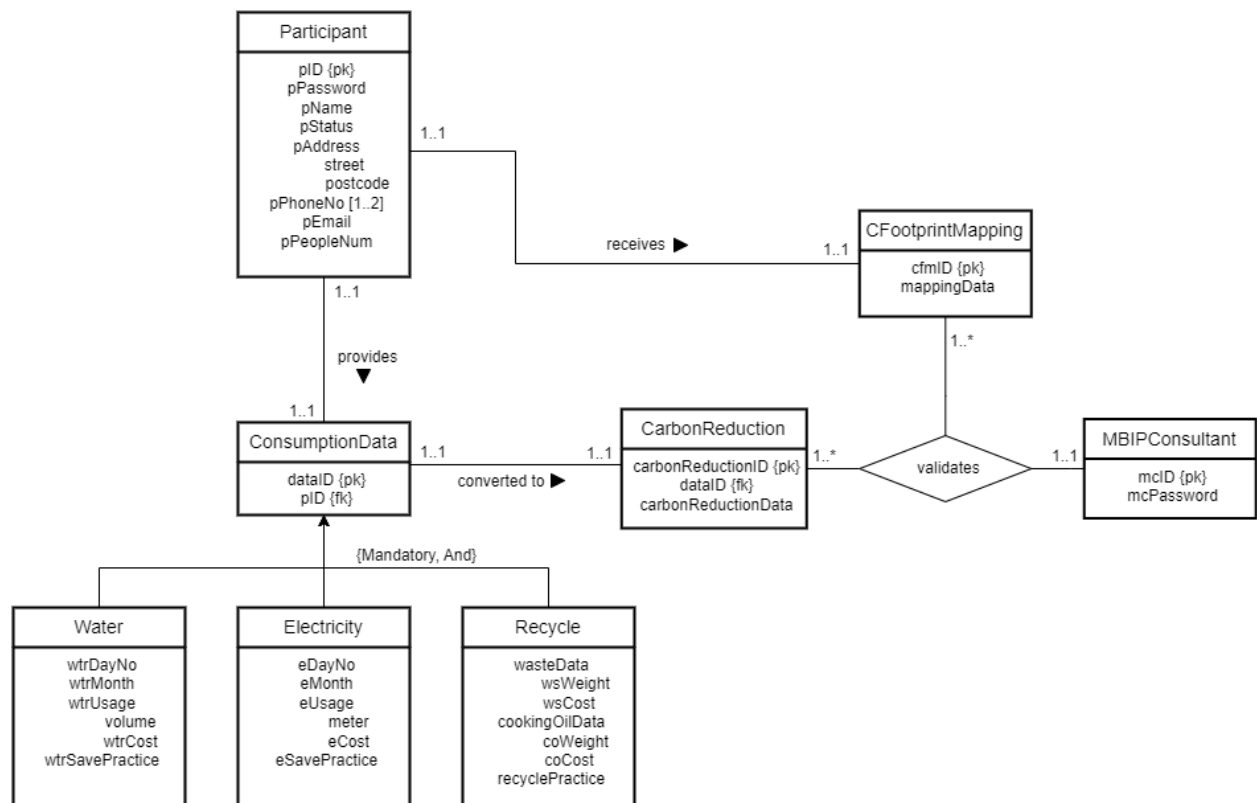 Participant
pID {pk}
pPassword
pName
pStatus
pAddress
street
postcode
pPhoneNo [1..2]
pEmail
pPeopleNum
1..1
receives
1..1
CFootprintMapping
cfmID {pk}
mappingData
1..1
provides
1..1
1..*
ConsumptionData
dataID {pk}
pID {fk}
1..1
converted to
1..1
CarbonReduction
carbonReductionID {pk}
dataID {fk}
carbonReductionData
1..*
validates
1..1
MBIPConsultant
mcID {pk}
mcPassword
{Mandatory, And}
Water
wtrDayNo
wtrMonth
wtrUsage
volume
wtrCost
wtrSavePractice
Electricity
eDayNo
eMonth
eUsage
meter
eCost
eSavePractice
Recycle
wasteData
wsWeight
wsCost
cookingOilData
coWeight
coCost
recyclePractice